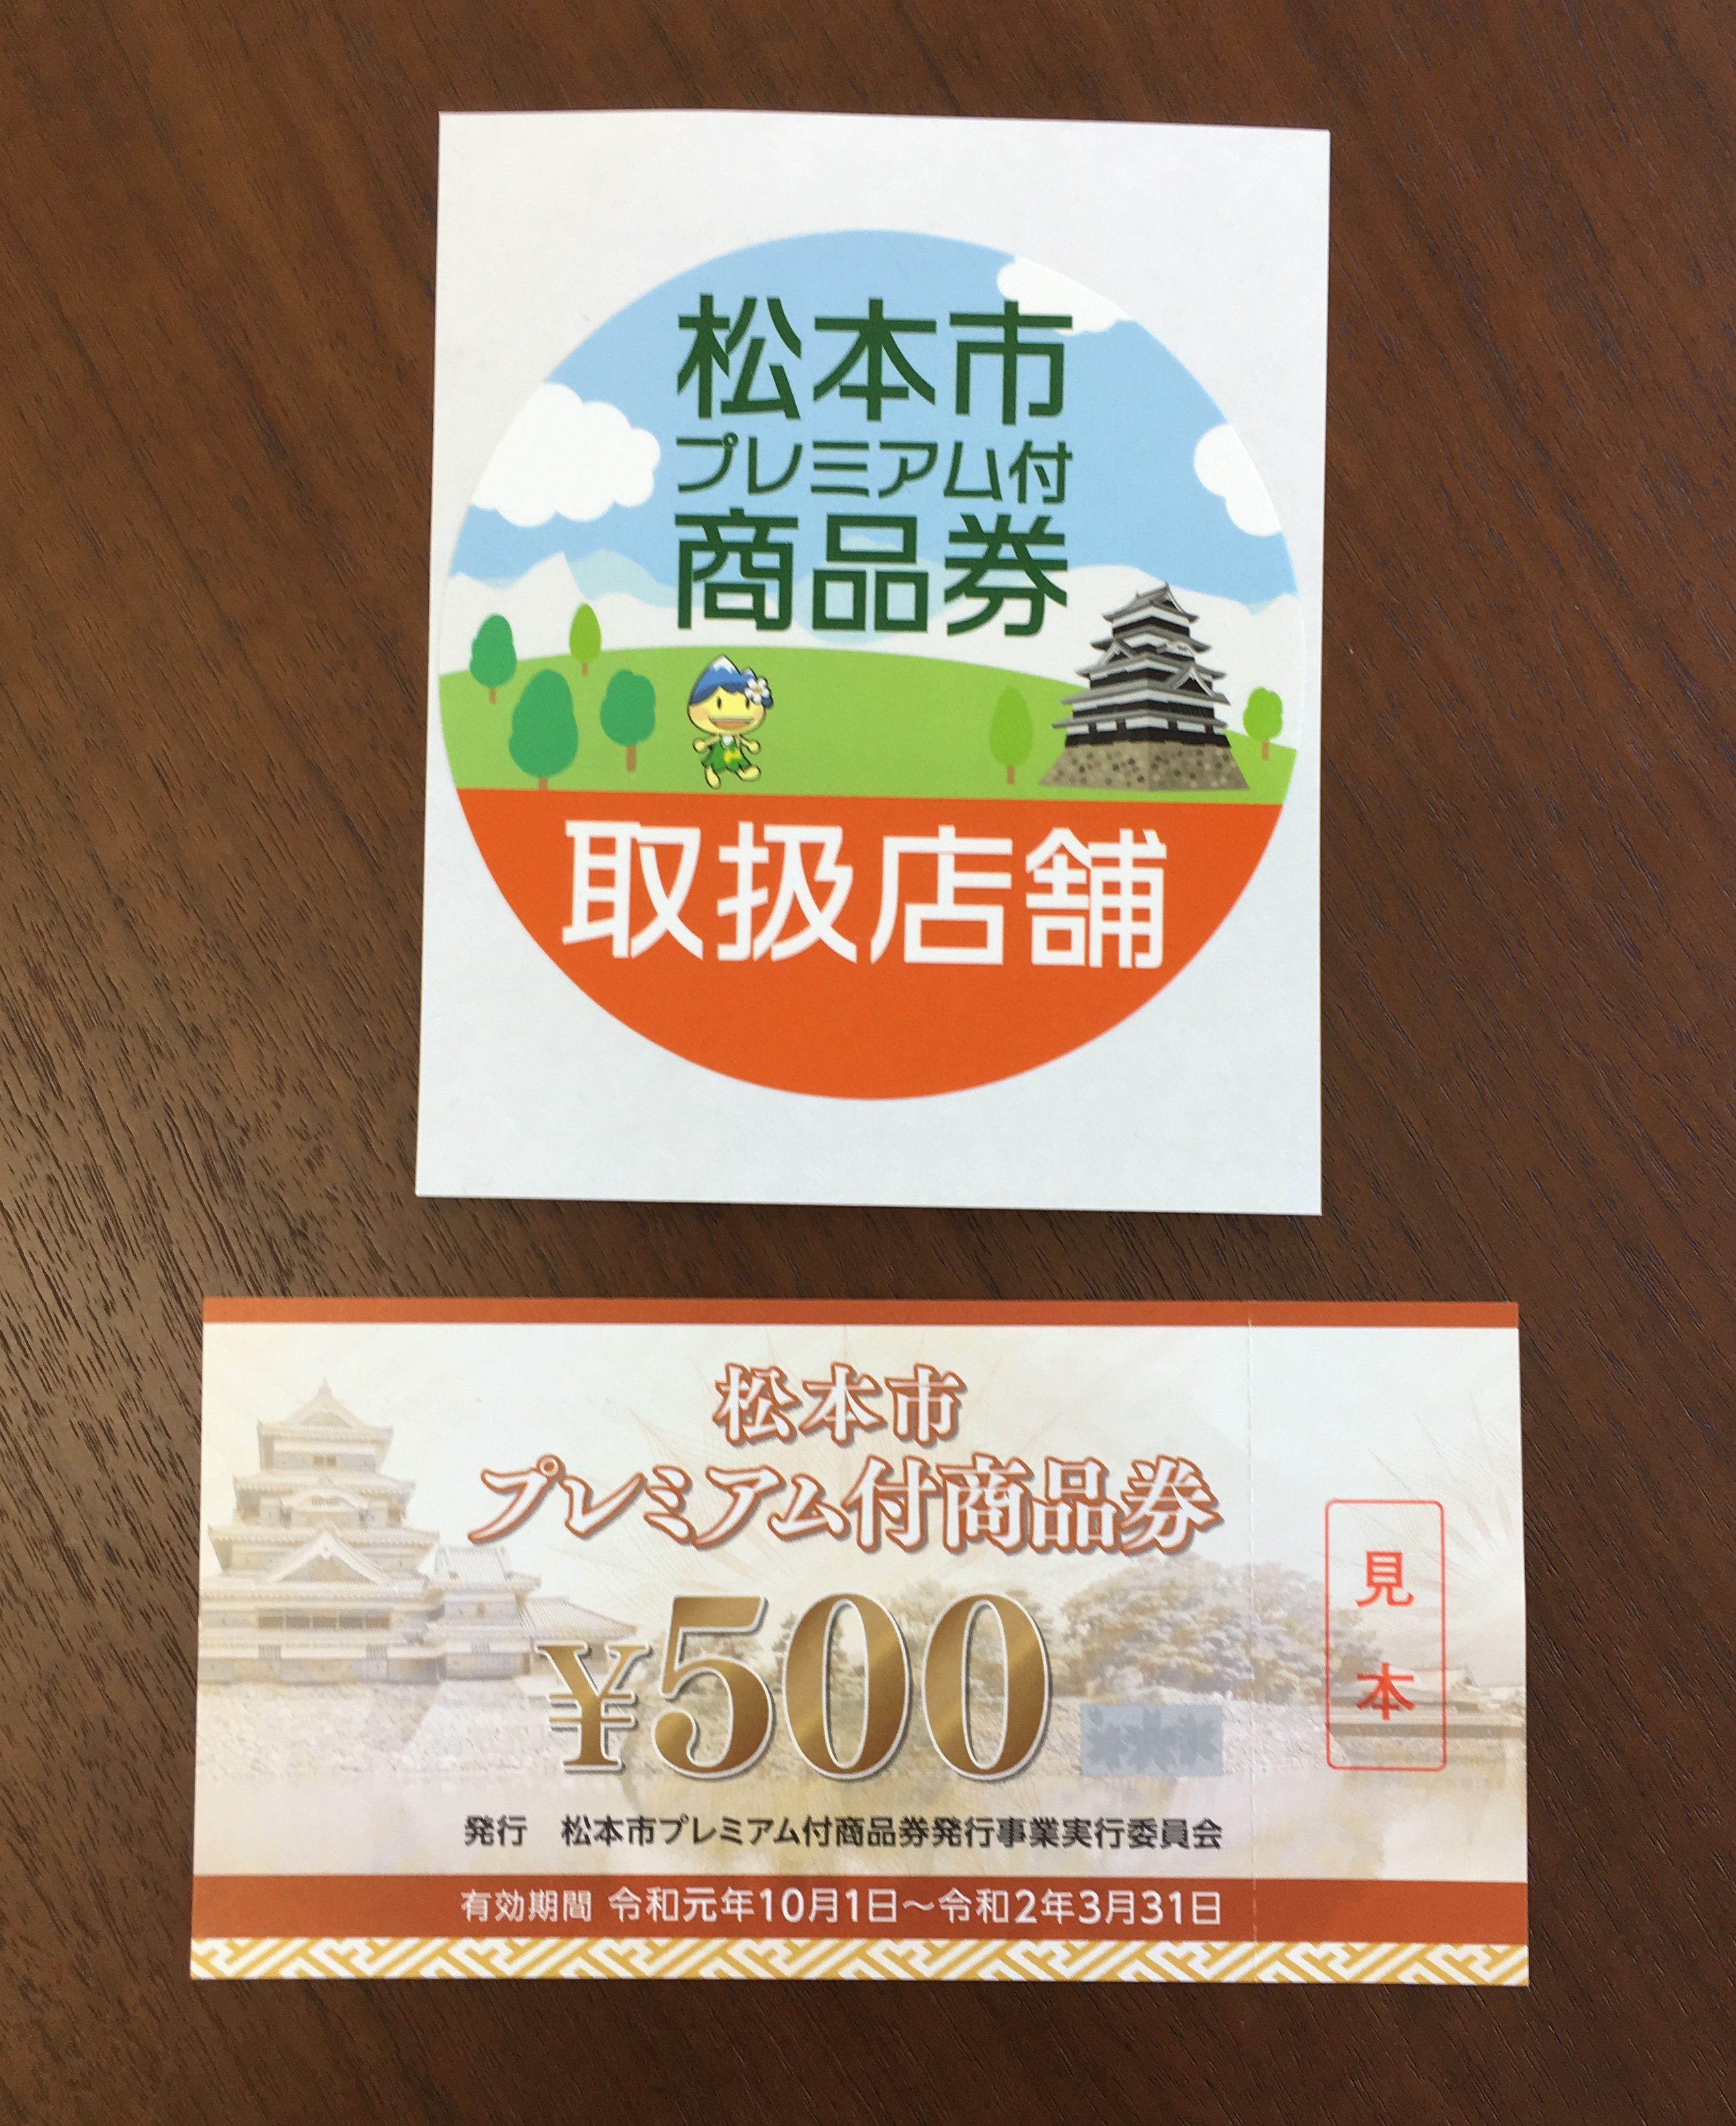 松本市
プレミアム付
商品券
取扱店舗
松本市
プレミアム付商品券
¥500
見本
発行 松本市プレミアム付商品券発行事業実行委員会
有効期間 令和元年10月1日～令和2年3月31日